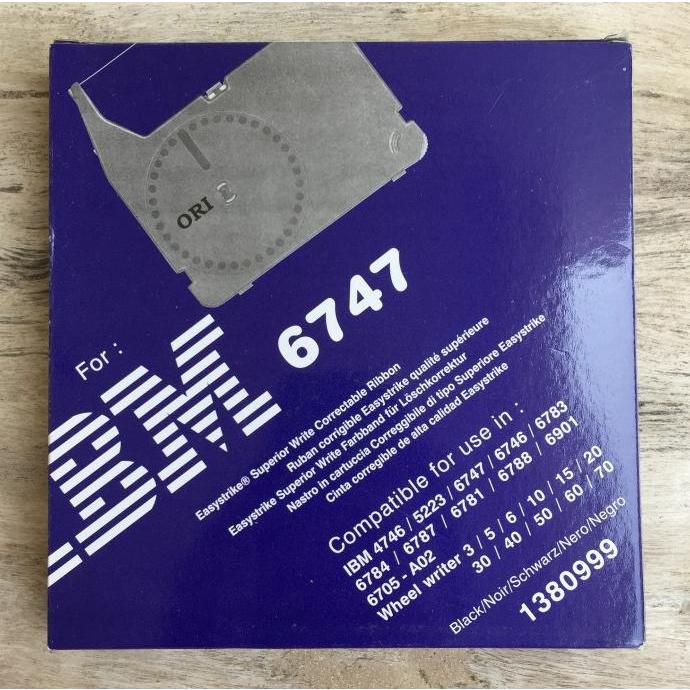 ORI
For :
IBM
6747
Easystrike® Superior Write Correctable Ribbon
Ruban corrigible Easystrike qualité supérieure
Easystrike Superior Write Farbband für Löschkorrektur
Nastro in cartuccia Correggibile di tipo Superiore Easystrike
Cinta corregible de alta calidad Easystrike
Compatible for use in :
IBM 4746 / 5223 / 6747 / 6746 / 6783
6784 / 6787 / 6781 / 6788 / 6901
6705 - A02
Wheel writer 3 / 5 / 6 / 10 / 15 / 20
30 / 40 / 50 / 60 / 70
Black/Noir/Schwarz/Nero/Negro
1380999